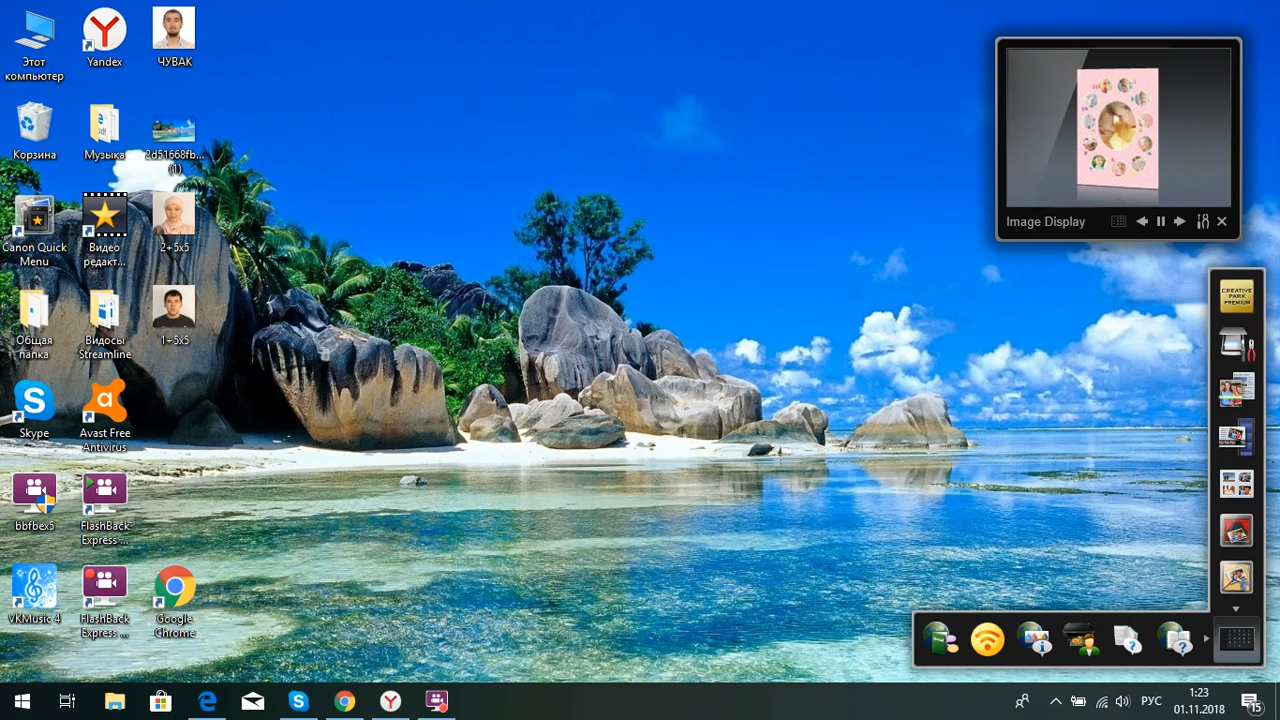 Этот
компьютер
Yandex
ЧУВАК
Корзина
Музыка
2d51668fb...
(1)
Canon Quick
Menu
Видео
редакт...
2+5x5
Общая
папка
Видосы
Streamline
1+5x5
Skype
Avast Free
Antivirus
bbfbex5
FlashBack
Express ...
VKMusic 4
FlashBack
Express ...
Google
Chrome
Image Display
CREATIVE
PARK
PREMIUM
РУС
1:23
01.11.2018
15